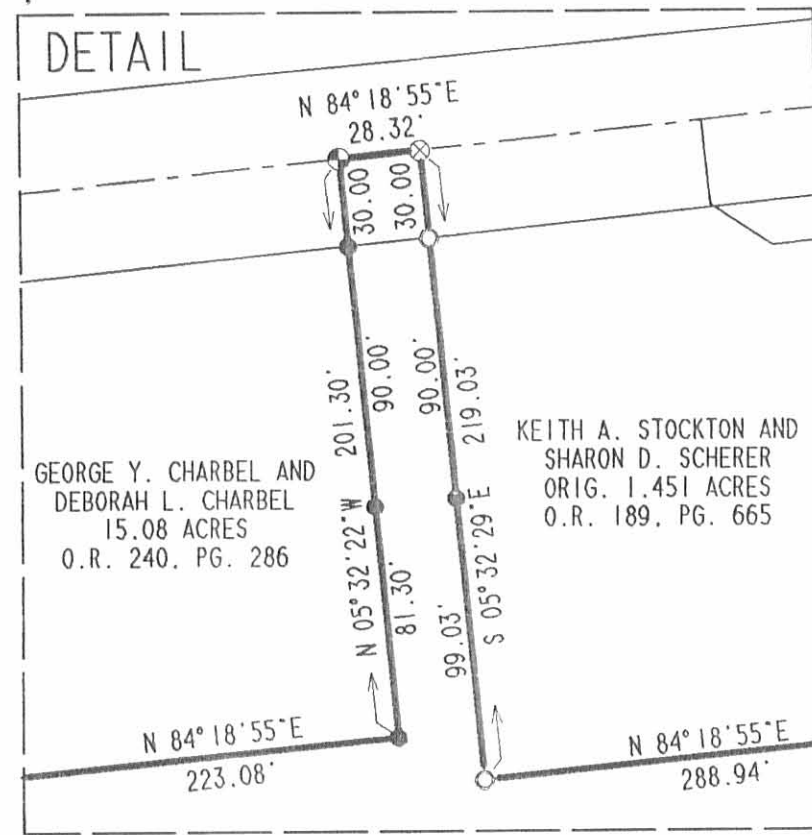 DETAIL
N 84°18'55"E
28.32'
30.00
30.00
201.30'
90.00'
90.00'
219.03'
GEORGE Y. CHARBEL AND
DEBORAH L. CHARBEL
15.08 ACRES
O.R. 240, PG. 286
KEITH A. STOCKTON AND
SHARON D. SCHERER
ORIG. 1.451 ACRES
O.R. 189, PG. 665
N 05°32'22"W
81.30'
99.03'
S 05°32'29"E
N 84°18'55"E
223.08'
N 84°18'55"E
288.94'